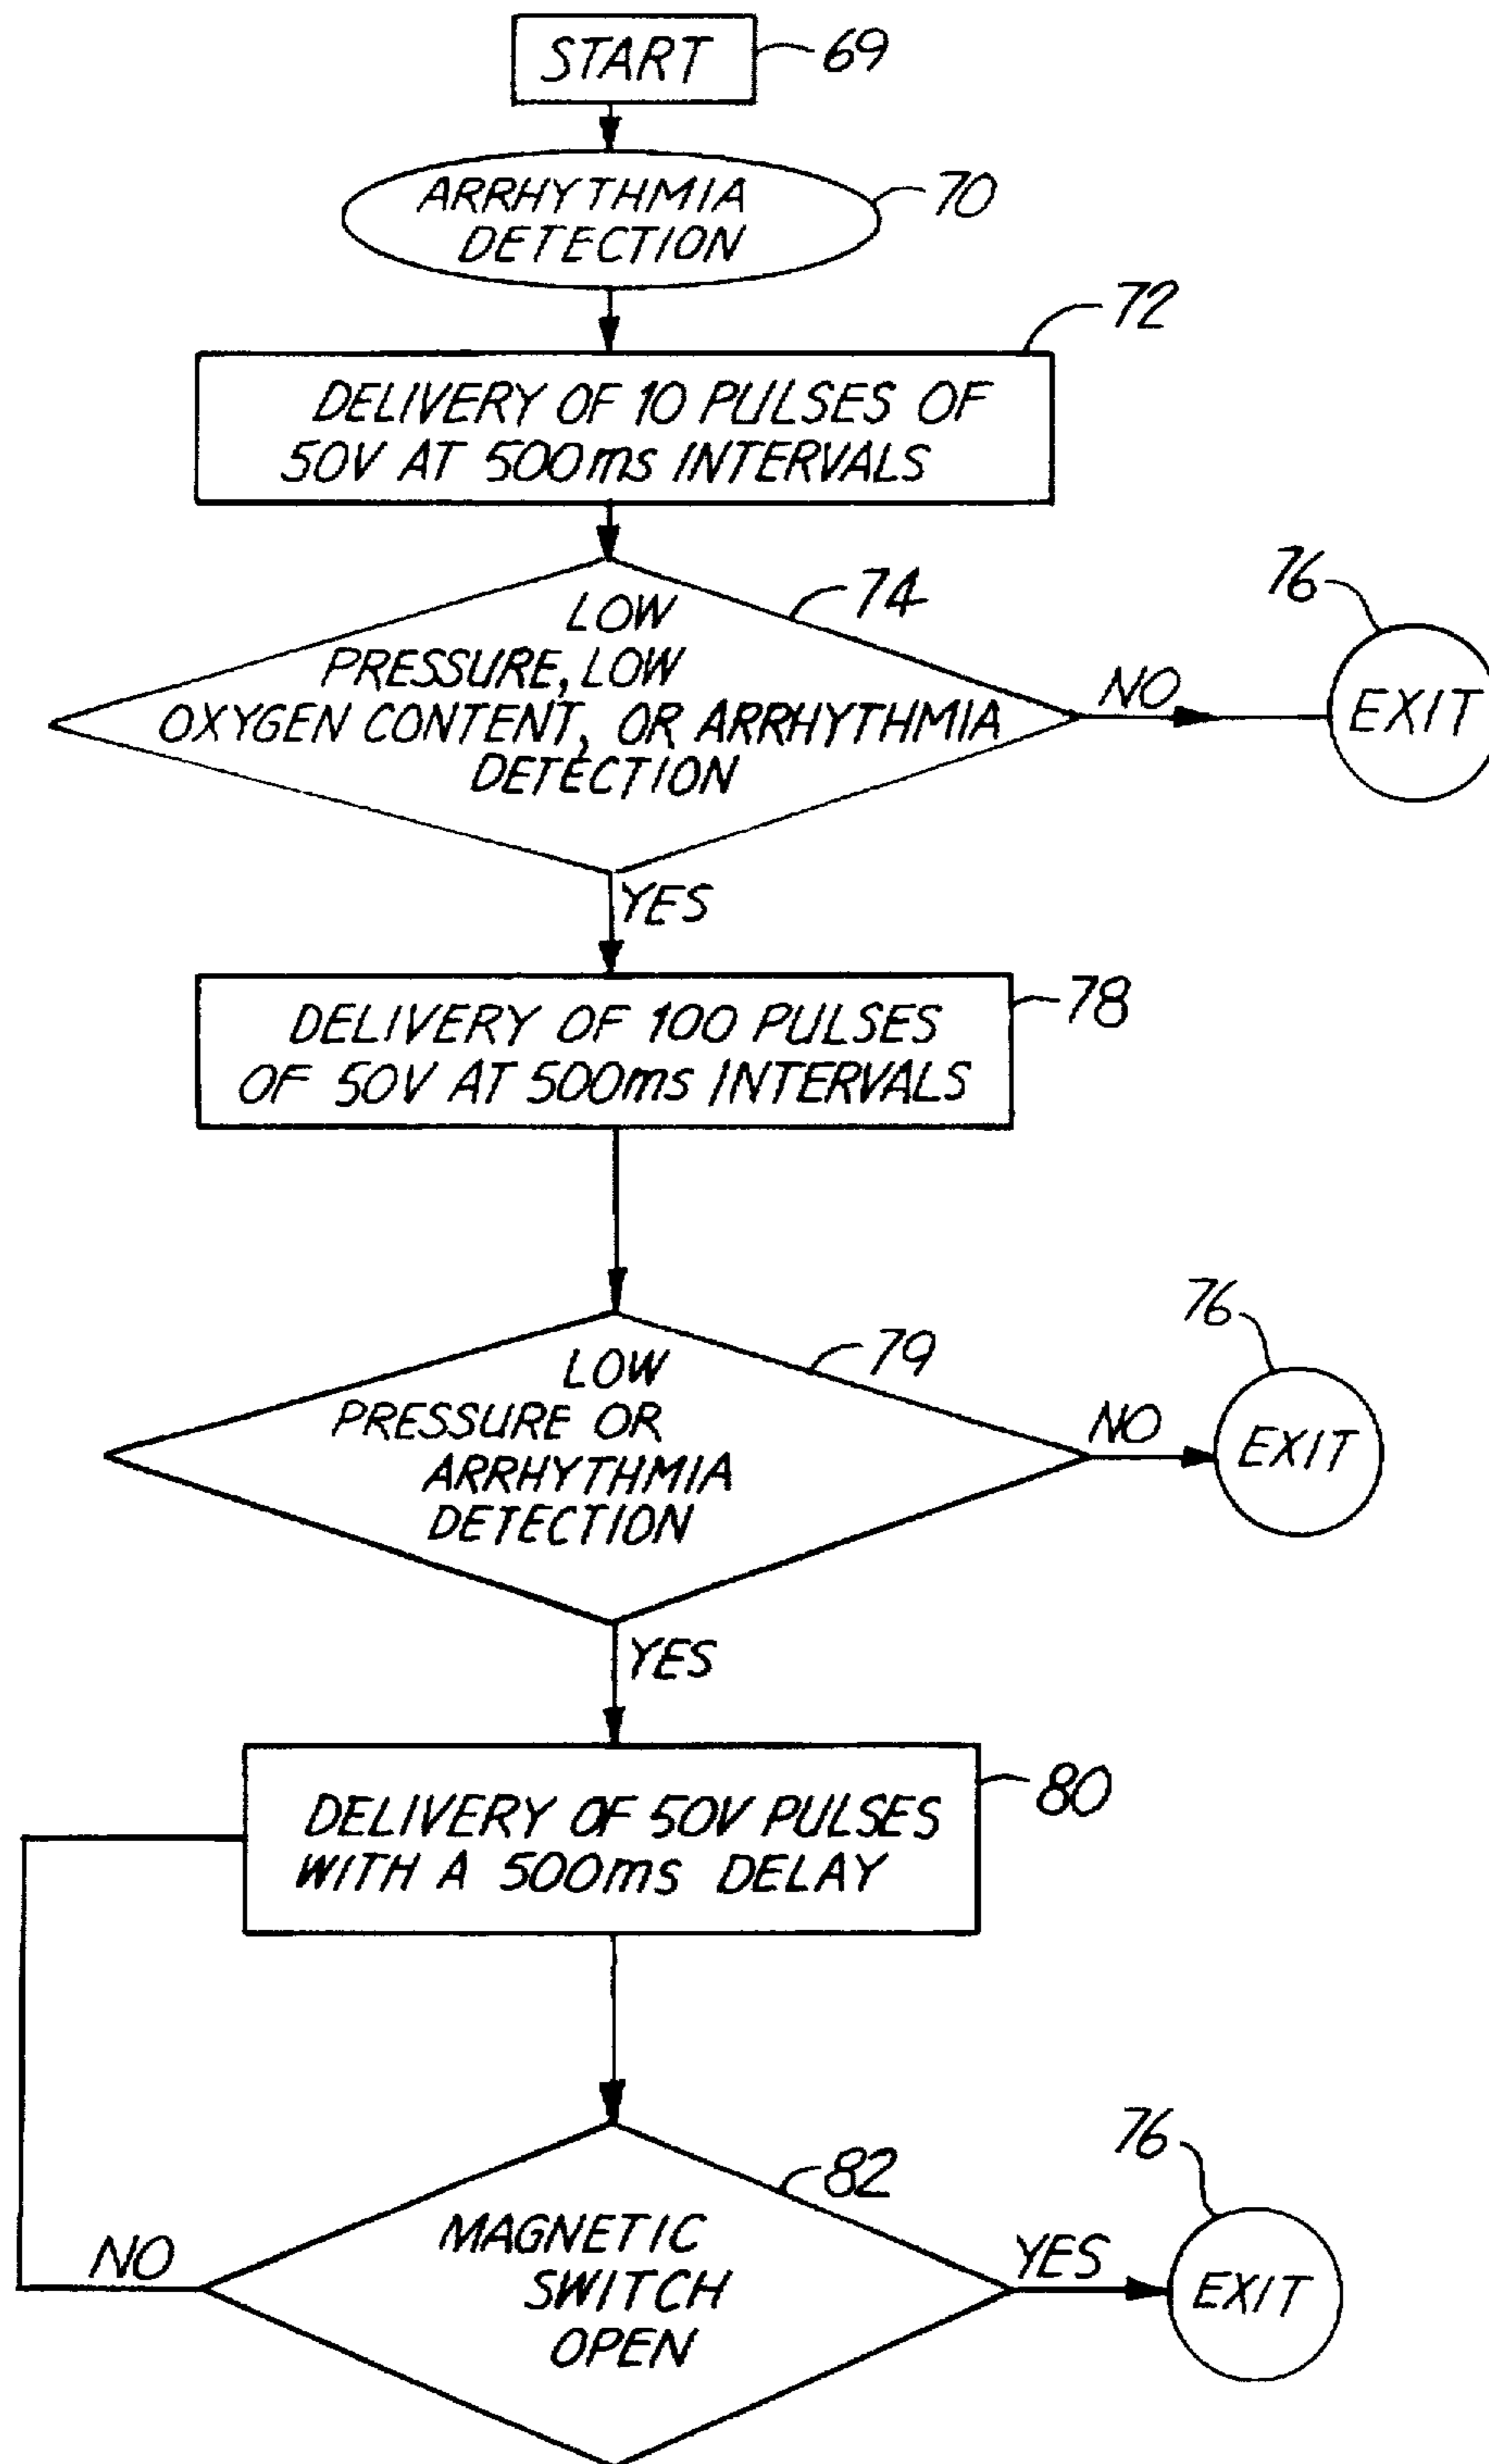 START
69
ARRHYTHMIA
DETECTION
70
72
DELIVERY OF 10 PULSES OF
50V AT 500ms INTERVALS
74
LOW
PRESSURE, LOW
OXYGEN CONTENT, OR ARRHYTHMIA
DETECTION
NO
76
EXIT
YES
78
DELIVERY OF 100 PULSES
OF 50V AT 500ms INTERVALS
79
LOW
PRESSURE OR
ARRHYTHMIA
DETECTION
NO
76
EXIT
YES
80
DELIVERY OF 50V PULSES
WITH A 500ms DELAY
82
MAGNETIC
SWITCH
OPEN
NO
YES
76
EXIT